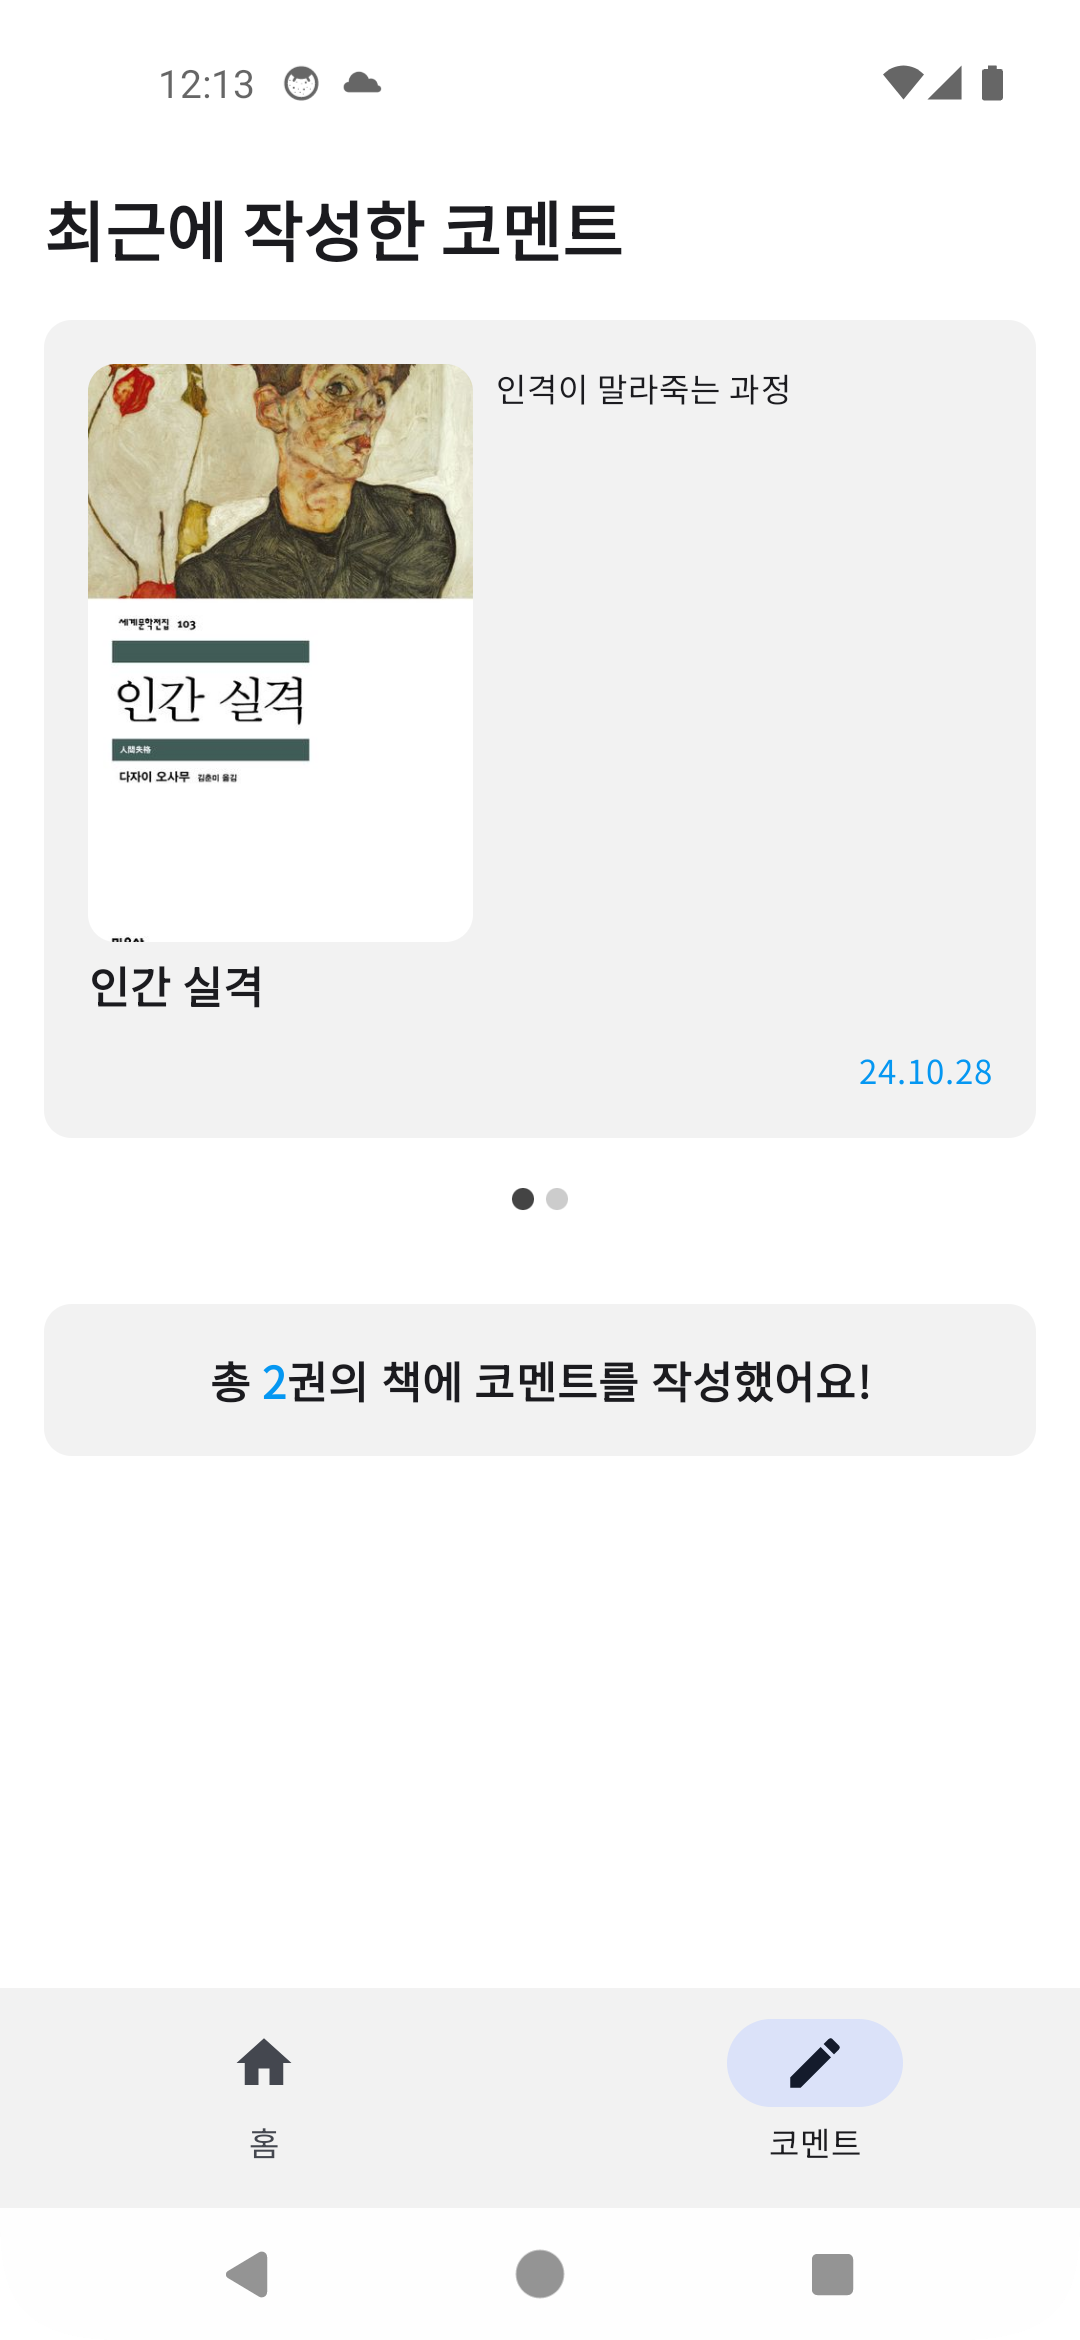 12:13
최근에 작성한 코멘트
인격이 말라죽는 과정
세계문학전집 103
인간 실격
人間失格
다자이 오사무 김춘미 옮김
인간 실격
24.10.28
총 2권의 책에 코멘트를 작성했어요!
홈
코멘트